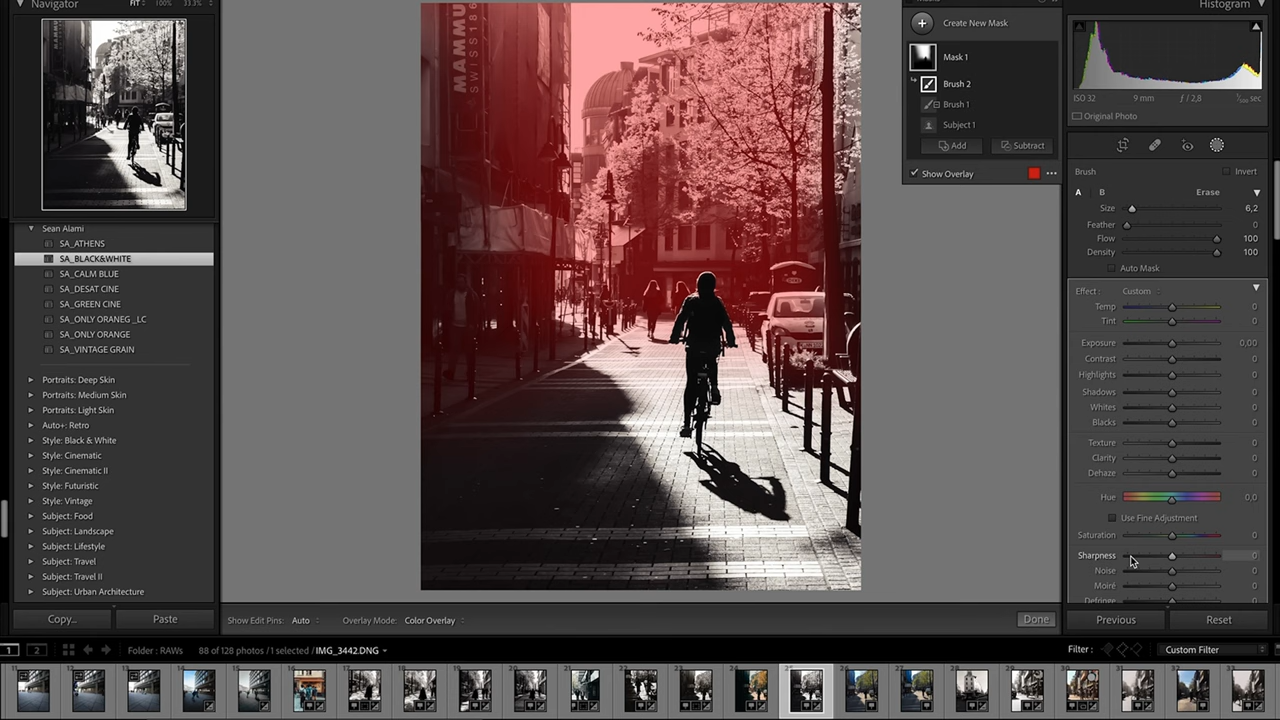 Navigator FIT 100% 33.3%
Sean Alami
SA_ATHENS
SA_BLACK&WHITE
SA_CALM BLUE
SA_DESAT CINE
SA_GREEN CINE
SA_ONLY ORANEG _LC
SA_ONLY ORANGE
SA_VINTAGE GRAIN
Portraits: Deep Skin
Portraits: Medium Skin
Portraits: Light Skin
Auto+: Retro
Style: Black & White
Style: Cinematic
Style: Cinematic II
Style: Futuristic
Style: Vintage
Subject: Food
Subject: Landscape
Subject: Lifestyle
Subject: Travel
Subject: Travel II
Subject: Urban Architecture
Copy... Paste
MAMMU
SWISS 186
Create New Mask
Mask 1
Brush 2
Brush 1
Subject 1
Add Subtract
Show Overlay
Histogram
ISO 32 9 mm ƒ / 2,8 sec
Original Photo
Brush Invert
A B Erase
Size 6,2
Feather 0
Flow 100
Density 100
Auto Mask
Effect : Custom
Temp 0
Tint 0
Exposure 0,00
Contrast 0
Highlights 0
Shadows 0
Whites 0
Blacks 0
Texture 0
Clarity 0
Dehaze 0
Hue 0,0
Use Fine Adjustment
Saturation 0
Sharpness 0
Noise 0
Moiré 0
Defringe
Previous Reset
Show Edit Pins: Auto Overlay Mode: Color Overlay Done
1 2 Folder : RAWs 88 of 128 photos / 1 selected / IMG_3442.DNG Filter : Custom Filter